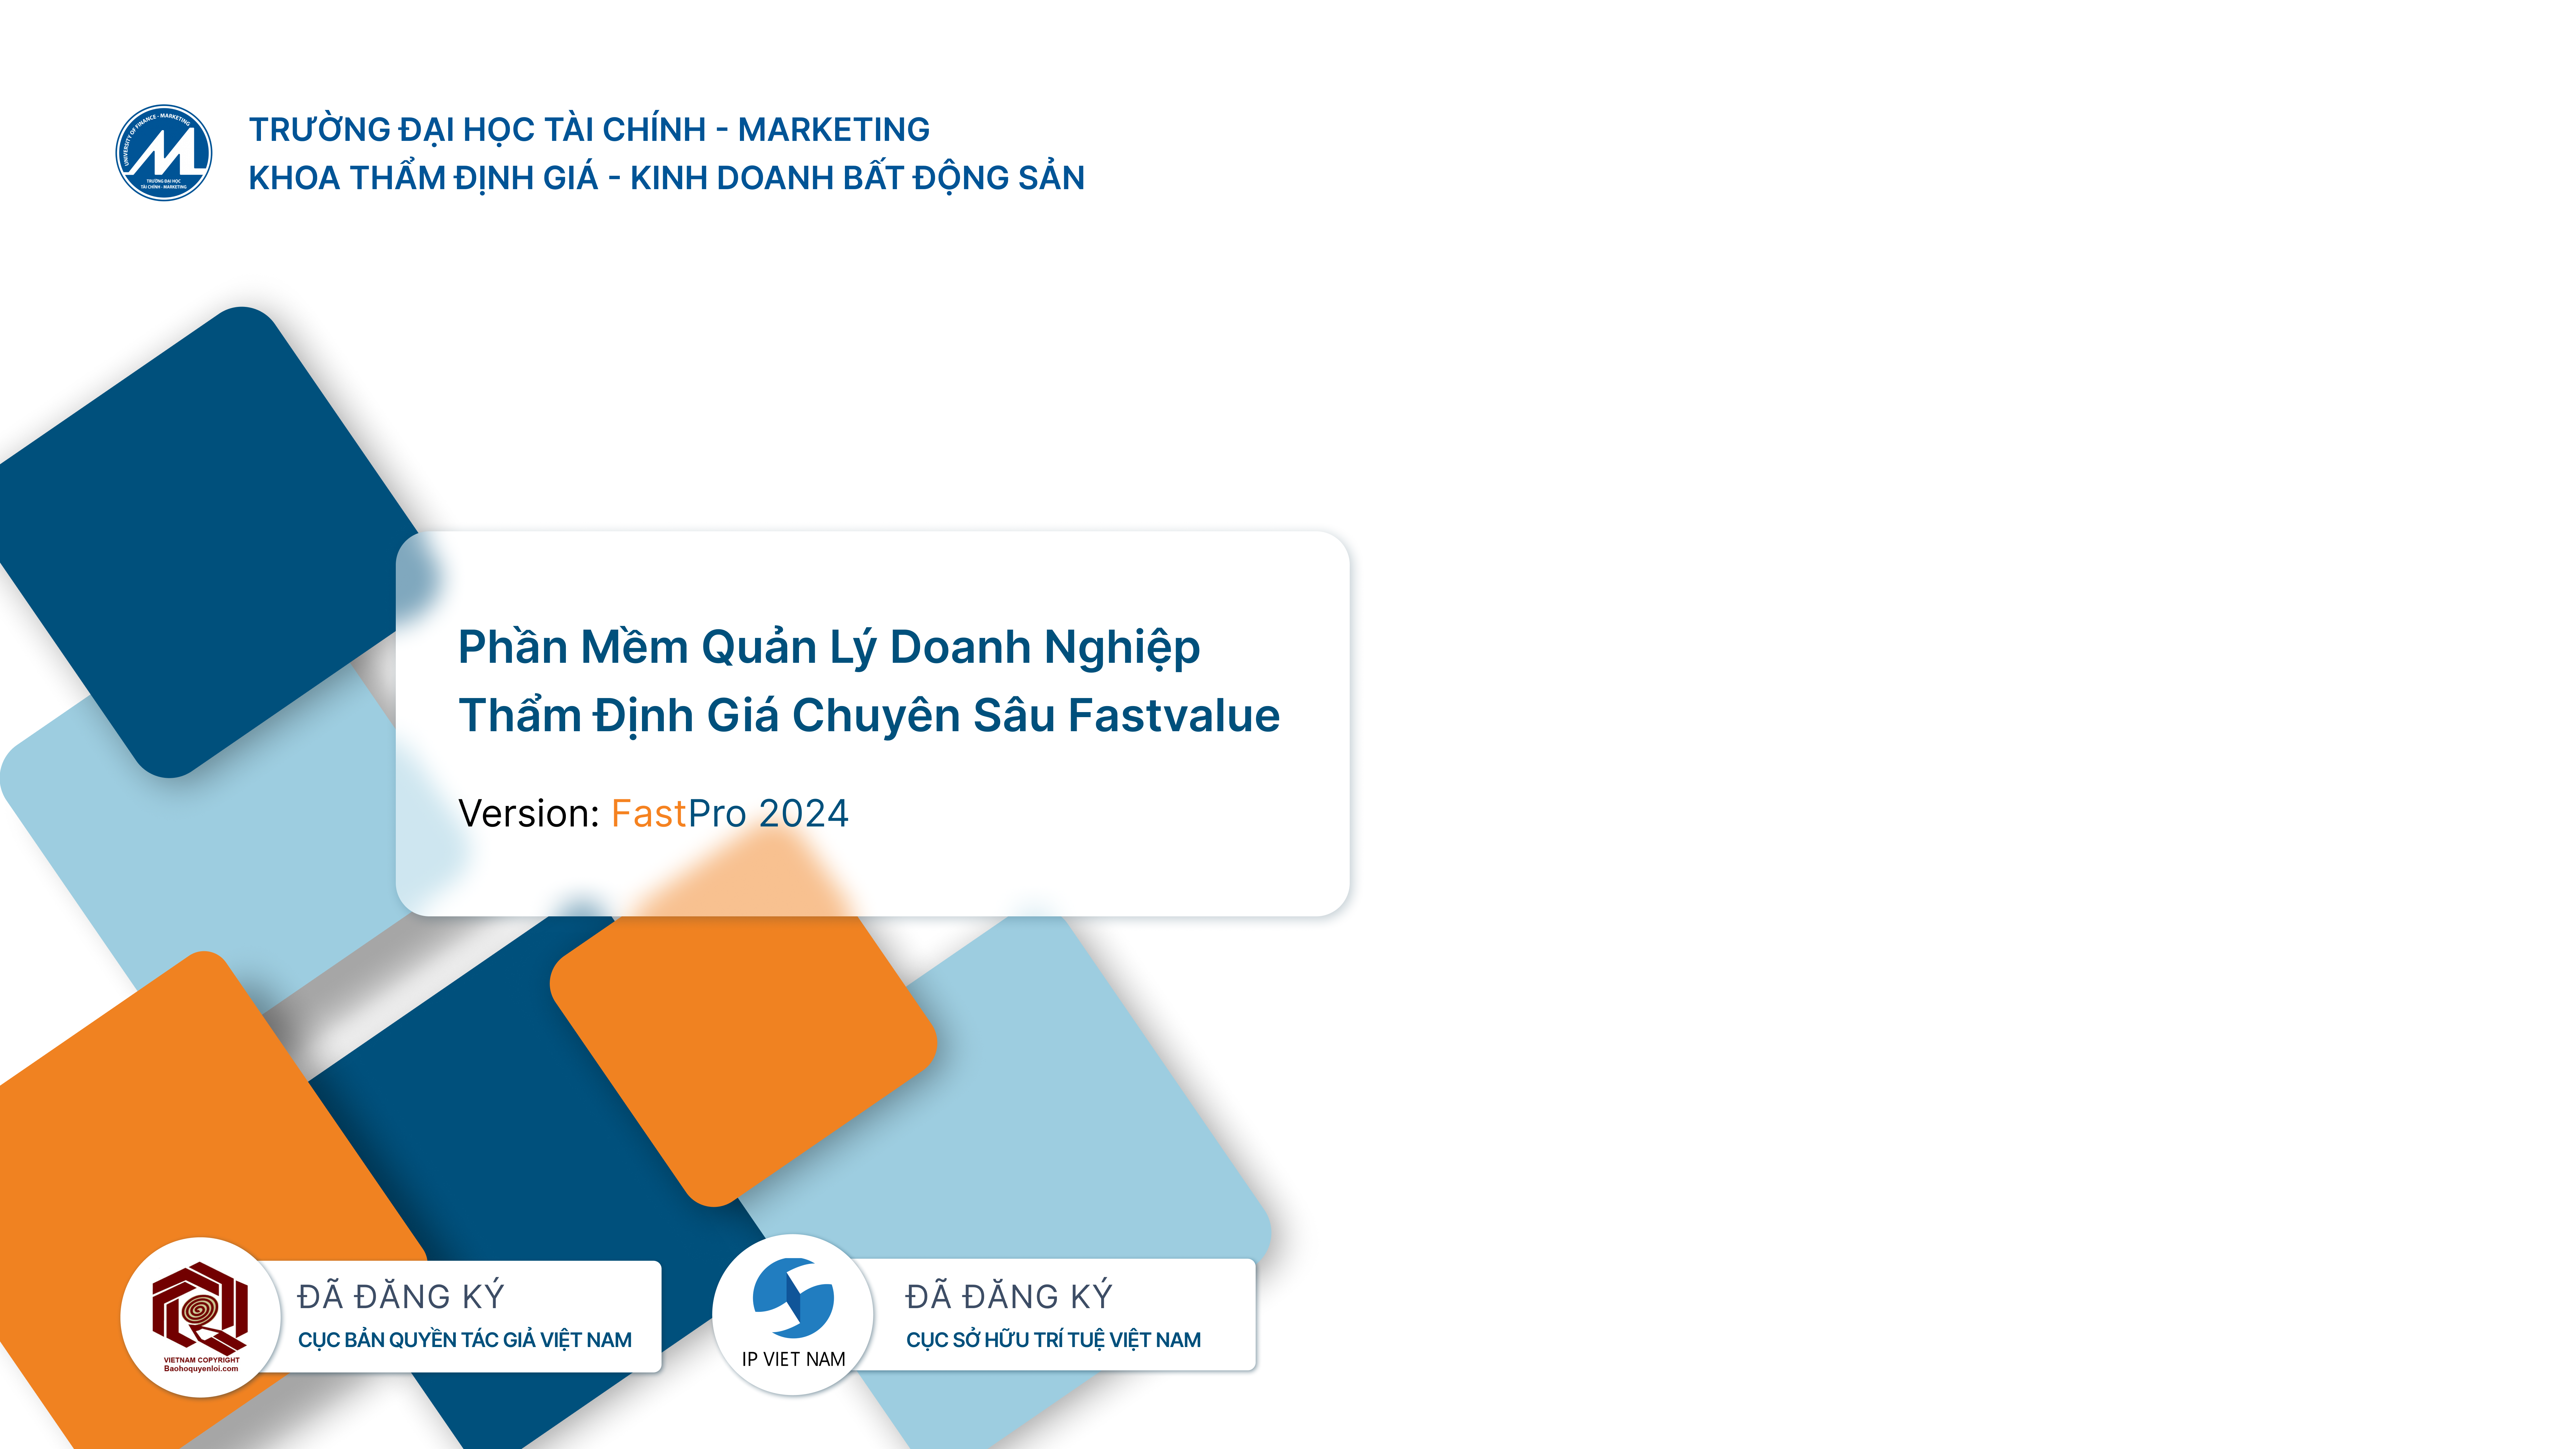 UNIVERSITY OF FINANCE - MARKETING
TRƯỜNG ĐẠI HỌC
TÀI CHÍNH - MARKETING
TRƯỜNG ĐẠI HỌC TÀI CHÍNH - MARKETING
KHOA THẨM ĐỊNH GIÁ - KINH DOANH BẤT ĐỘNG SẢN
Phần Mềm Quản Lý Doanh Nghiệp
Thẩm Định Giá Chuyên Sâu Fastvalue
Version: FastPro 2024
VIETNAM COPYRIGHT
Baohoquyenloi.com
ĐÃ ĐĂNG KÝ
CỤC BẢN QUYỀN TÁC GIẢ VIỆT NAM
IP VIET NAM
ĐÃ ĐĂNG KÝ
CỤC SỞ HỮU TRÍ TUỆ VIỆT NAM